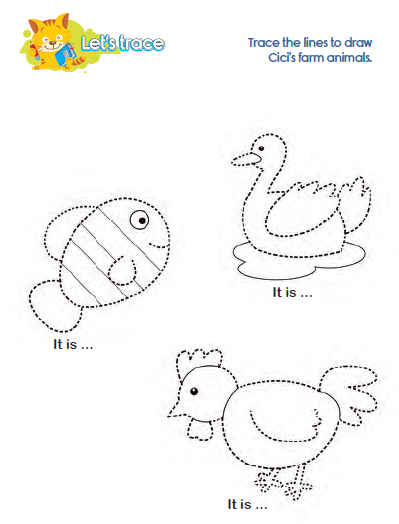 Let's trace
Trace the lines to draw
Cici's farm animals.
It is ...
It is ...
It is ...